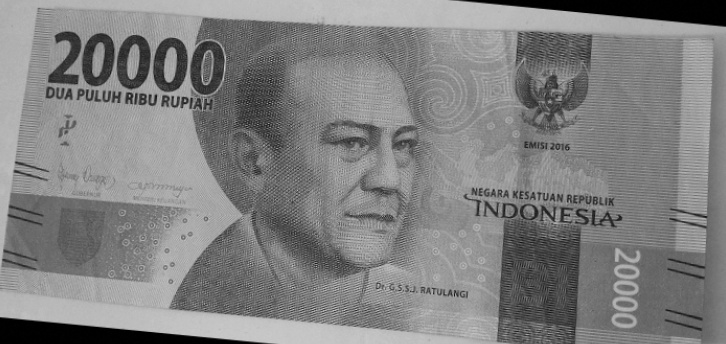 20000
DUA PULUH RIBU RUPIAH
GUBERNUR
MENTERI KEUANGAN
EMISI 2016
NEGARA KESATUAN REPUBLIK
INDONESIA
Dr. G.S.S.J. RATULANGI
20000